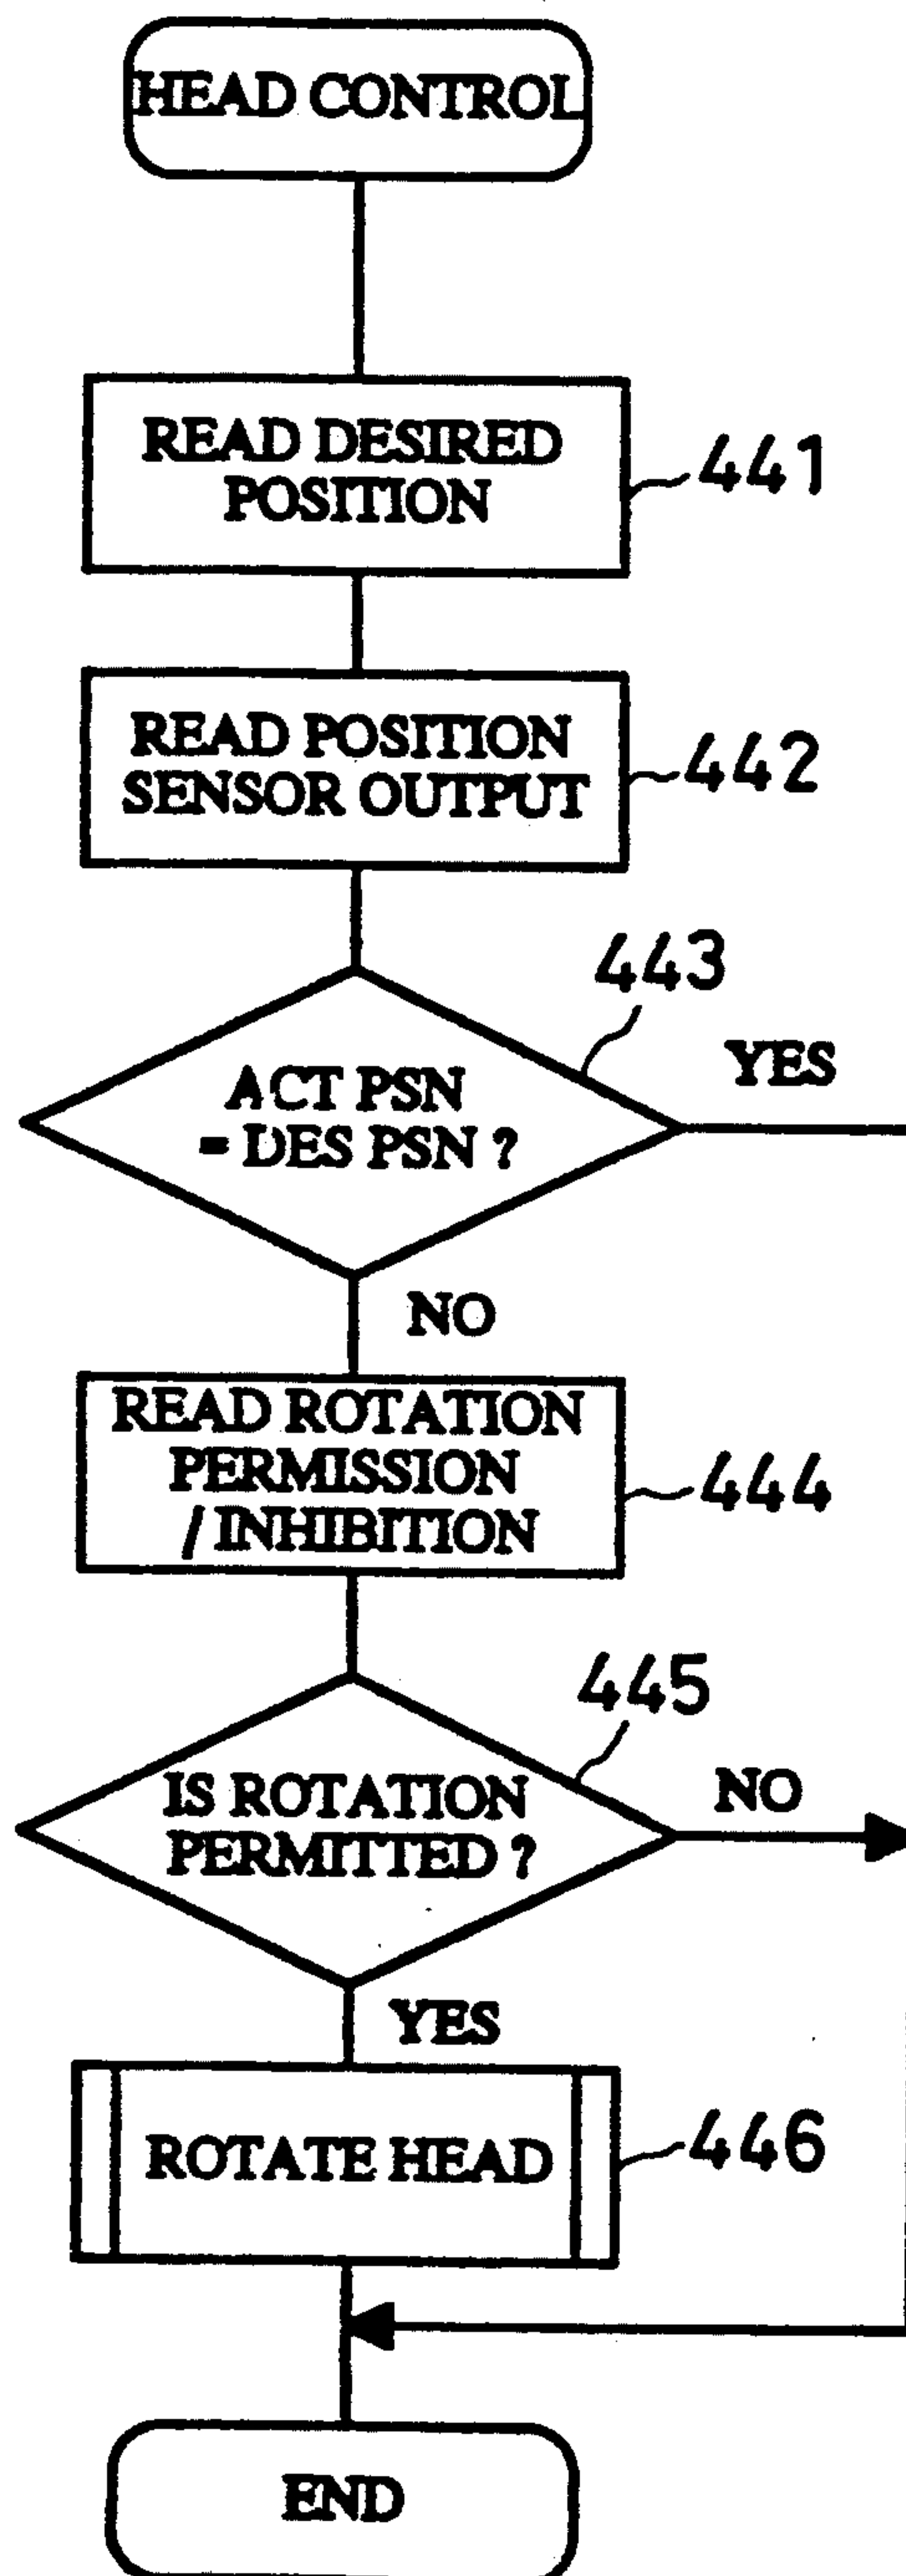 HEAD CONTROL
READ DESIRED
POSITION
441
READ POSITION
SENSOR OUTPUT
442
443
ACT PSN
= DES PSN ?
YES
NO
READ ROTATION
PERMISSION
/ INHIBITION
444
445
IS ROTATION
PERMITTED ?
NO
YES
ROTATE HEAD
446
END